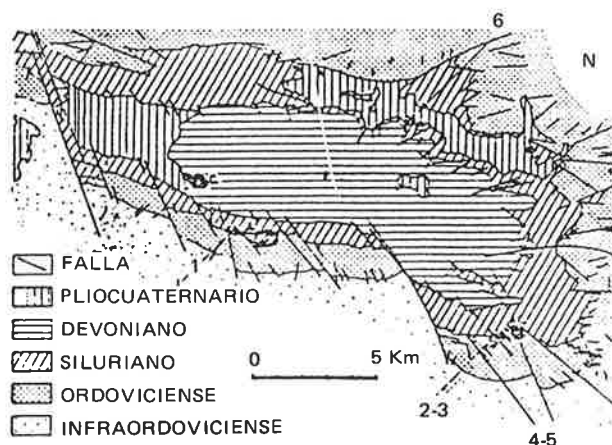 6
N
1
FALLA
PLIOCUATERNARIO
DEVONIANO
SILURIANO
ORDOVICIENSE
INFRAORDOVICIENSE
0 5 Km
2-3
4-5